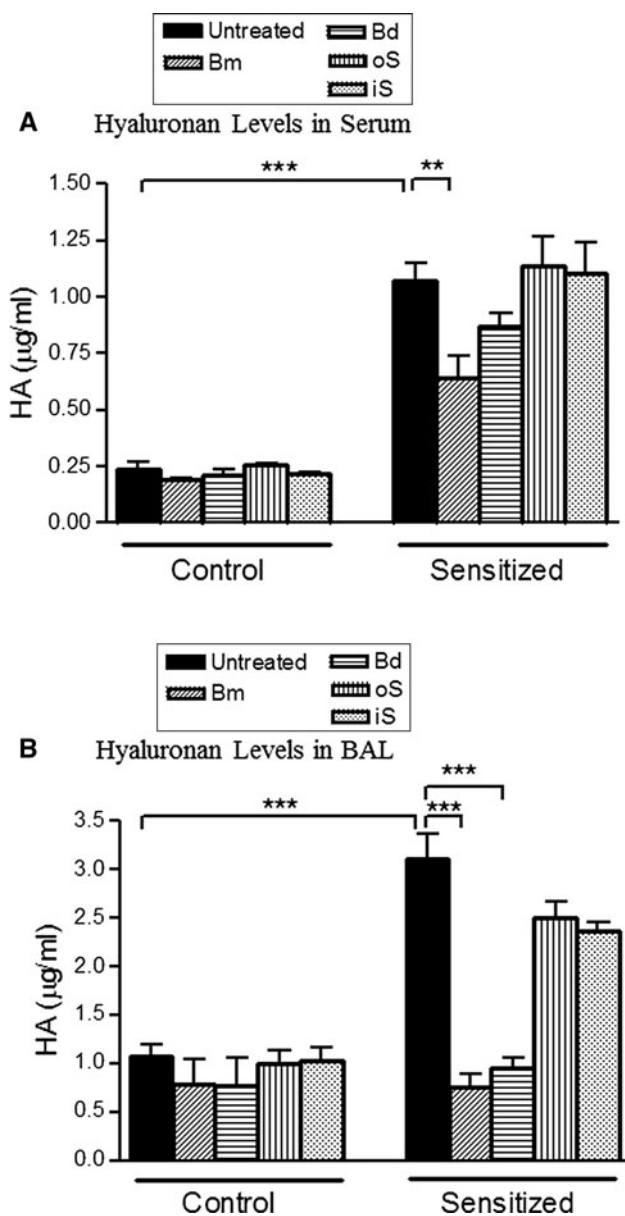 Untreated Bd
Bm oS
iS
A Hyaluronan Levels in Serum
*** **
1.50
1.25
1.00
0.75
0.50
0.25
0.00
HA (µg/ml)
Control Sensitized
Untreated Bd
Bm oS
iS
B Hyaluronan Levels in BAL
***
*** ***
3.5
3.0
2.5
2.0
1.5
1.0
0.5
0.0
HA (µg/ml)
Control Sensitized